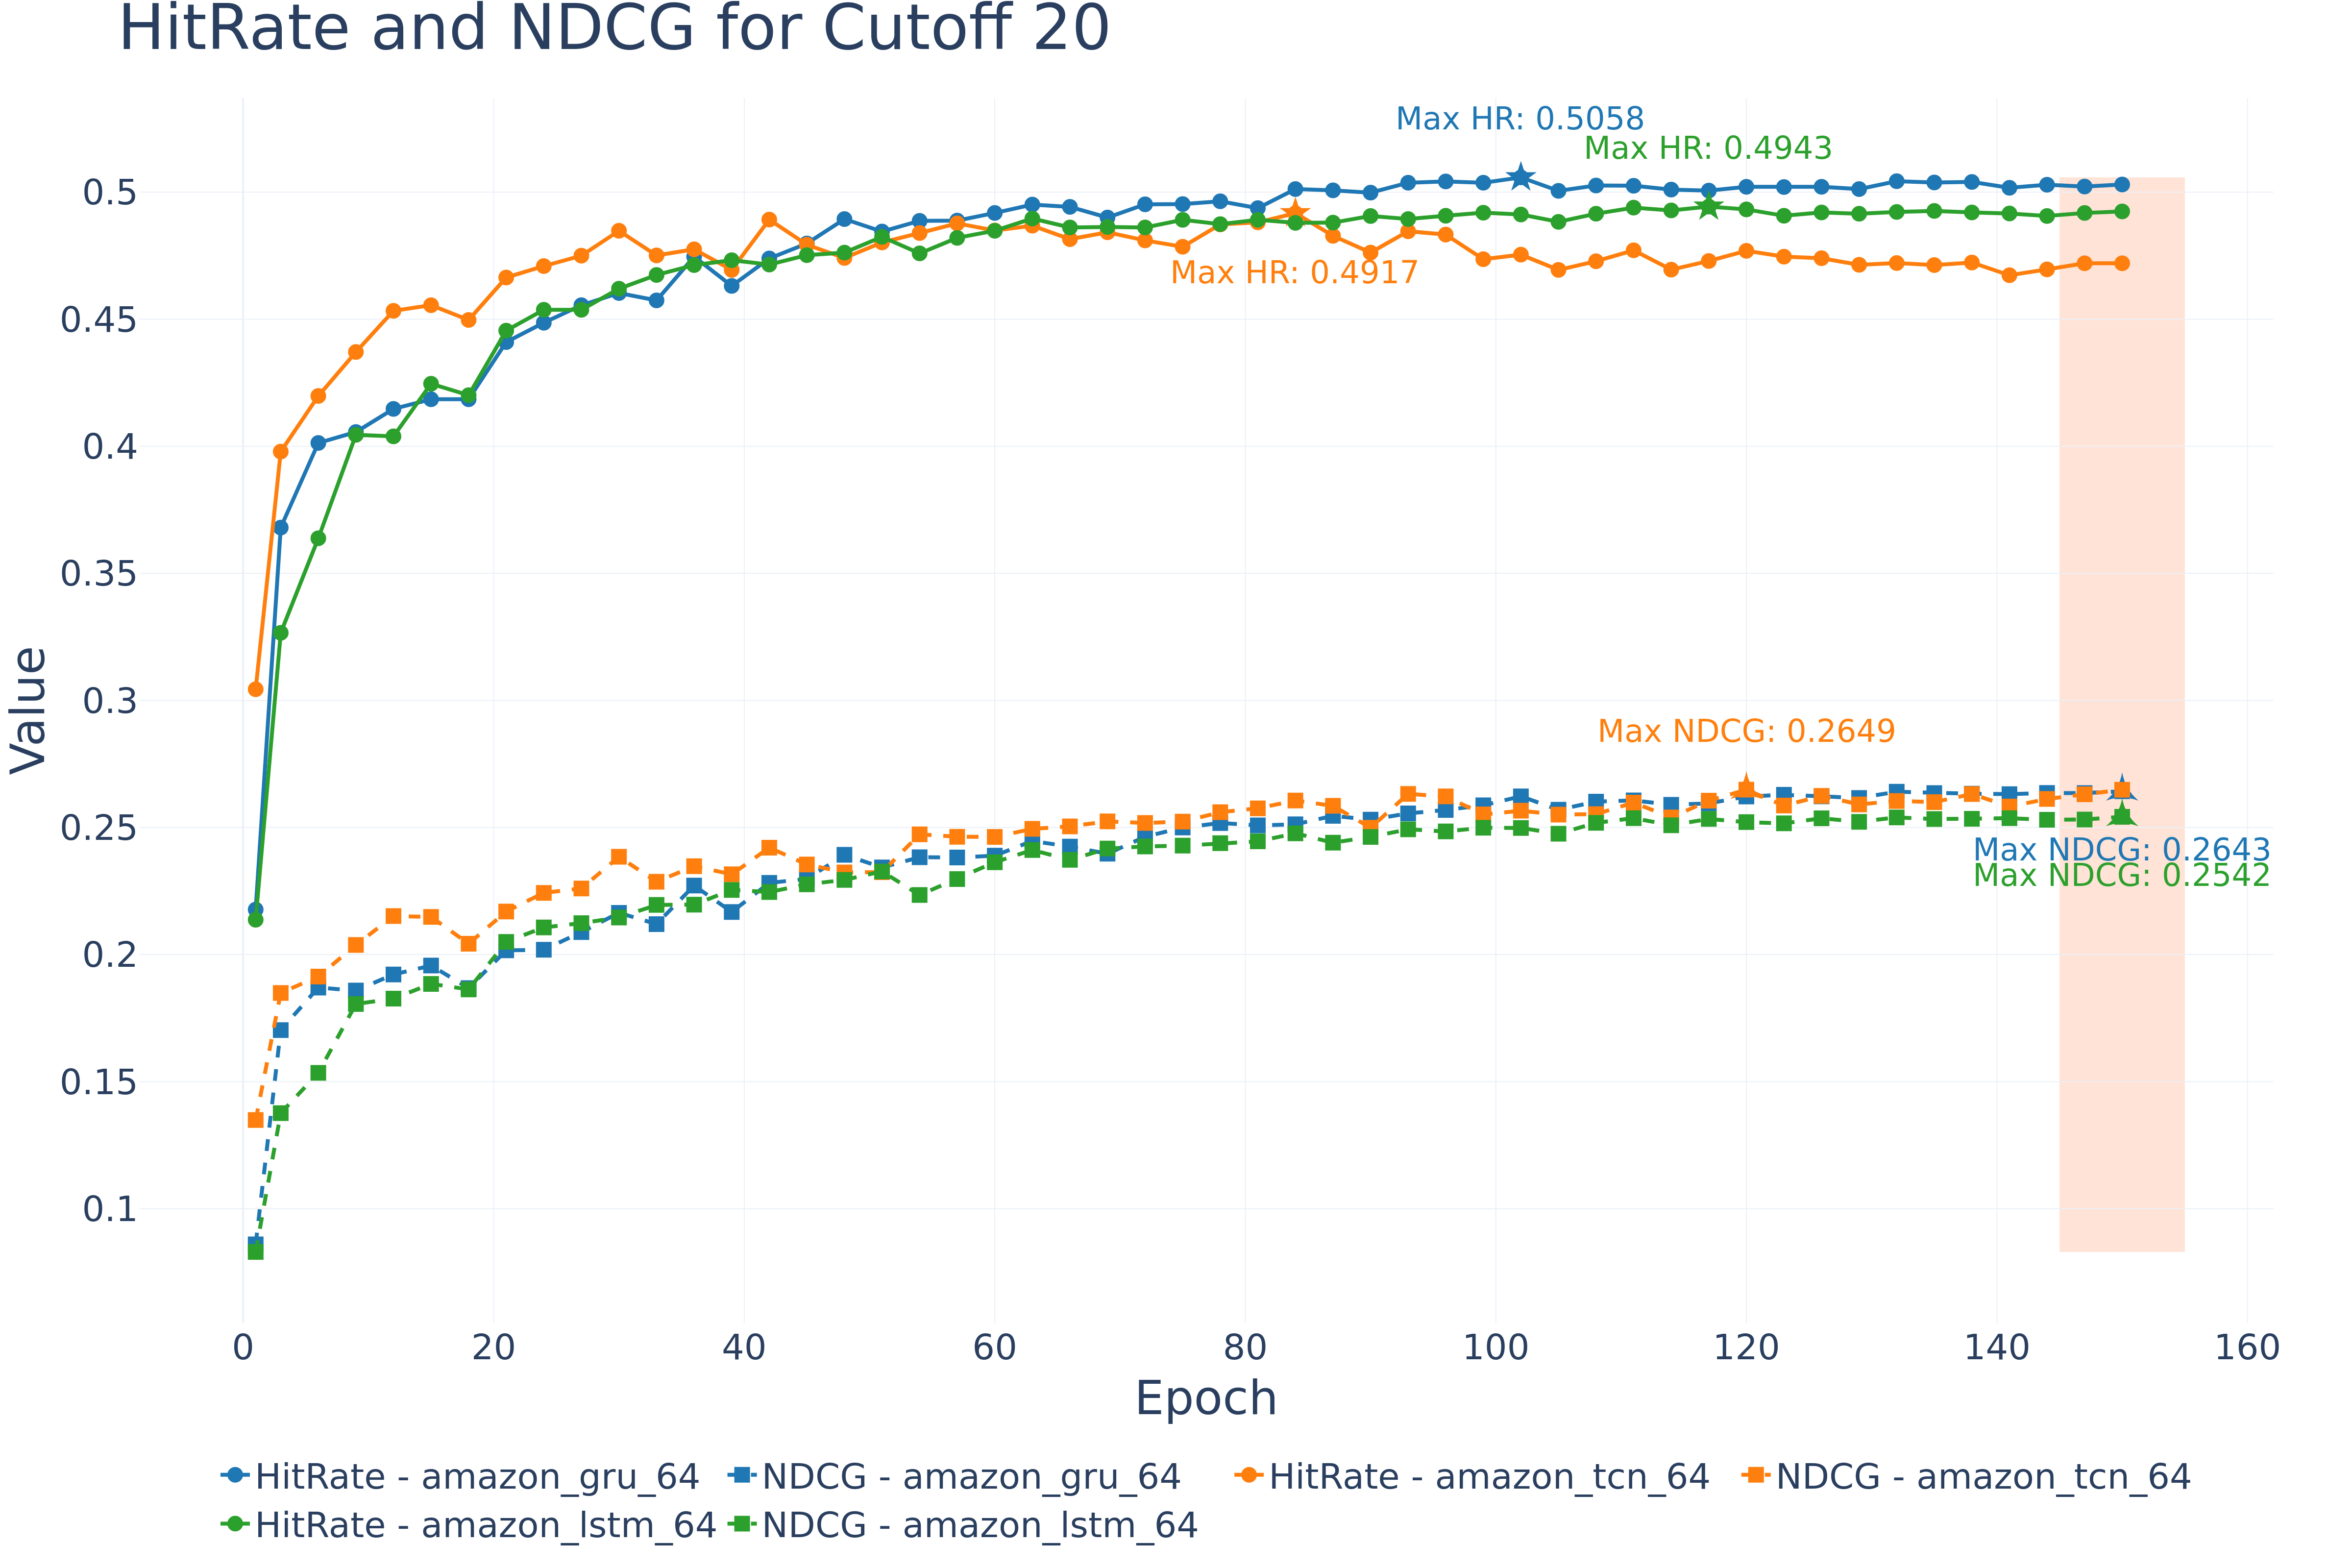 HitRate and NDCG for Cutoff 20
Max HR: 0.5058
Max HR: 0.4943
Max HR: 0.4917
Max NDCG: 0.2649
Max NDCG: 0.2643
Max NDCG: 0.2542
0.5
0.45
0.4
0.35
0.3
0.25
0.2
0.15
0.1
Value
0 20 40 60 80 100 120 140 160
Epoch
HitRate - amazon_gru_64 NDCG - amazon_gru_64 HitRate - amazon_tcn_64 NDCG - amazon_tcn_64
HitRate - amazon_lstm_64 NDCG - amazon_lstm_64